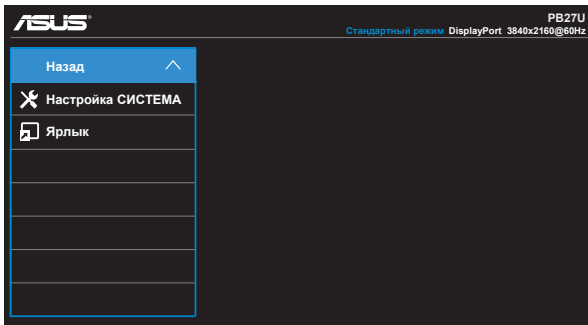 ASUS
PB27U
Стандартный режим DisplayPort 3840x2160@60Hz
Назад
Настройка СИСТЕМА
Ярлык